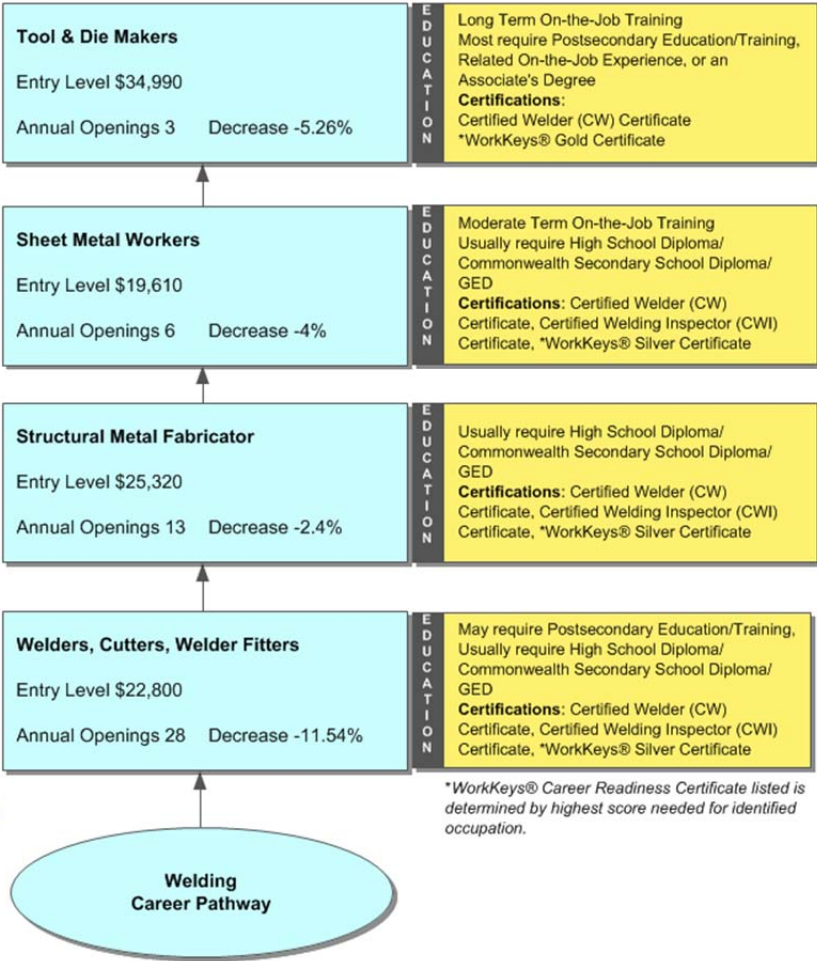 Tool & Die Makers
Entry Level $34,990
Annual Openings 3 Decrease -5.26%
EDUCATION
Long Term On-the-Job Training
Most require Postsecondary Education/Training,
Related On-the-Job Experience, or an
Associate's Degree
Certifications:
Certified Welder (CW) Certificate
*WorkKeys® Gold Certificate
Sheet Metal Workers
Entry Level $19,610
Annual Openings 6 Decrease -4%
EDUCATION
Moderate Term On-the-Job Training
Usually require High School Diploma/
Commonwealth Secondary School Diploma/
GED
Certifications: Certified Welder (CW)
Certificate, Certified Welding Inspector (CWI)
Certificate, *WorkKeys® Silver Certificate
Structural Metal Fabricator
Entry Level $25,320
Annual Openings 13 Decrease -2.4%
EDUCATION
Usually require High School Diploma/
Commonwealth Secondary School Diploma/
GED
Certifications: Certified Welder (CW)
Certificate, Certified Welding Inspector (CWI)
Certificate, *WorkKeys® Silver Certificate
Welders, Cutters, Welder Fitters
Entry Level $22,800
Annual Openings 28 Decrease -11.54%
EDUCATION
May require Postsecondary Education/Training,
Usually require High School Diploma/
Commonwealth Secondary School Diploma/
GED
Certifications: Certified Welder (CW)
Certificate, Certified Welding Inspector (CWI)
Certificate, *WorkKeys® Silver Certificate
*WorkKeys® Career Readiness Certificate listed is
determined by highest score needed for identified
occupation.
Welding
Career Pathway